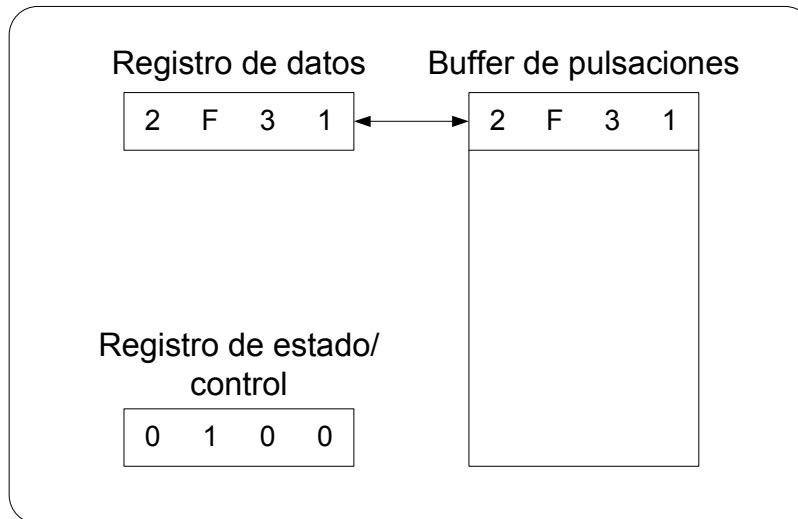 Registro de datos
Buffer de pulsaciones
2 F 3 1
2 F 3 1
Registro de estado/
control
0 1 0 0